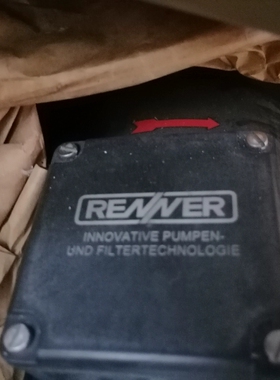 RENNER
INNOVATIVE PUMPEN-
UND FILTERTECHNOLOGIE